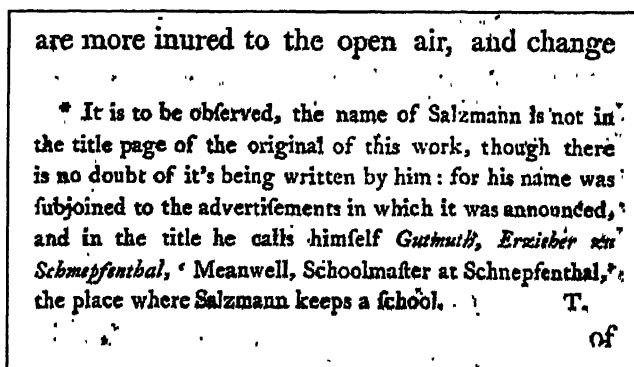 are more inured to the open air, and change
* It is to be obſerved, the name of Salzmann is not in
the title page of the original of this work, though there
is no doubt of it's being written by him: for his name was
ſubjoined to the advertiſements in which it was announced,
and in the title he calls himſelf Gutmuth, Erzieher zu
Schnepfenthal, ‘ Meanwell, Schoolmaſter at Schnepfenthal,’
the place where Salzmann keeps a ſchool. T.
of